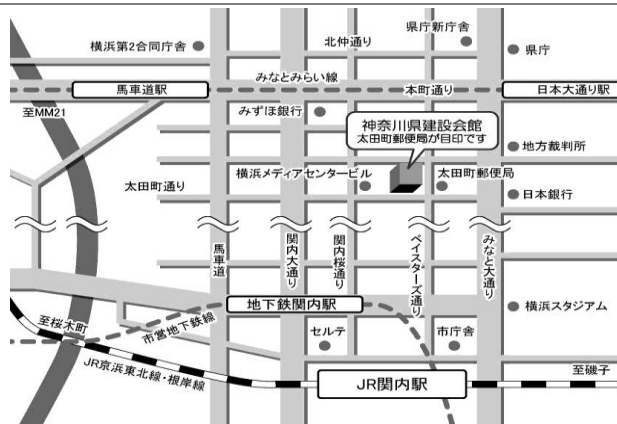 横浜第2合同庁舎
北仲通り
県庁新庁舎
県庁
みなとみらい線
馬車道駅
本町通り
日本大通り駅
至MM21
みずほ銀行
神奈川県建設会館
太田町郵便局が目印です
地方裁判所
太田町通り
横浜メディアセンタービル
太田町郵便局
日本銀行
馬車道
関内大通り
関内桜通り
ベイスターズ通り
みなと大通り
地下鉄関内駅
横浜スタジアム
至桜木町
市営地下鉄線
セルテ
市庁舎
JR京浜東北線・根岸線
JR関内駅
至磯子